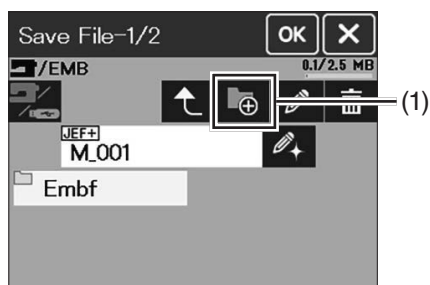 Save File-1/2
OK
/EMB
0.1/2.5 MB
(1)
JEF+
M_001
Embf